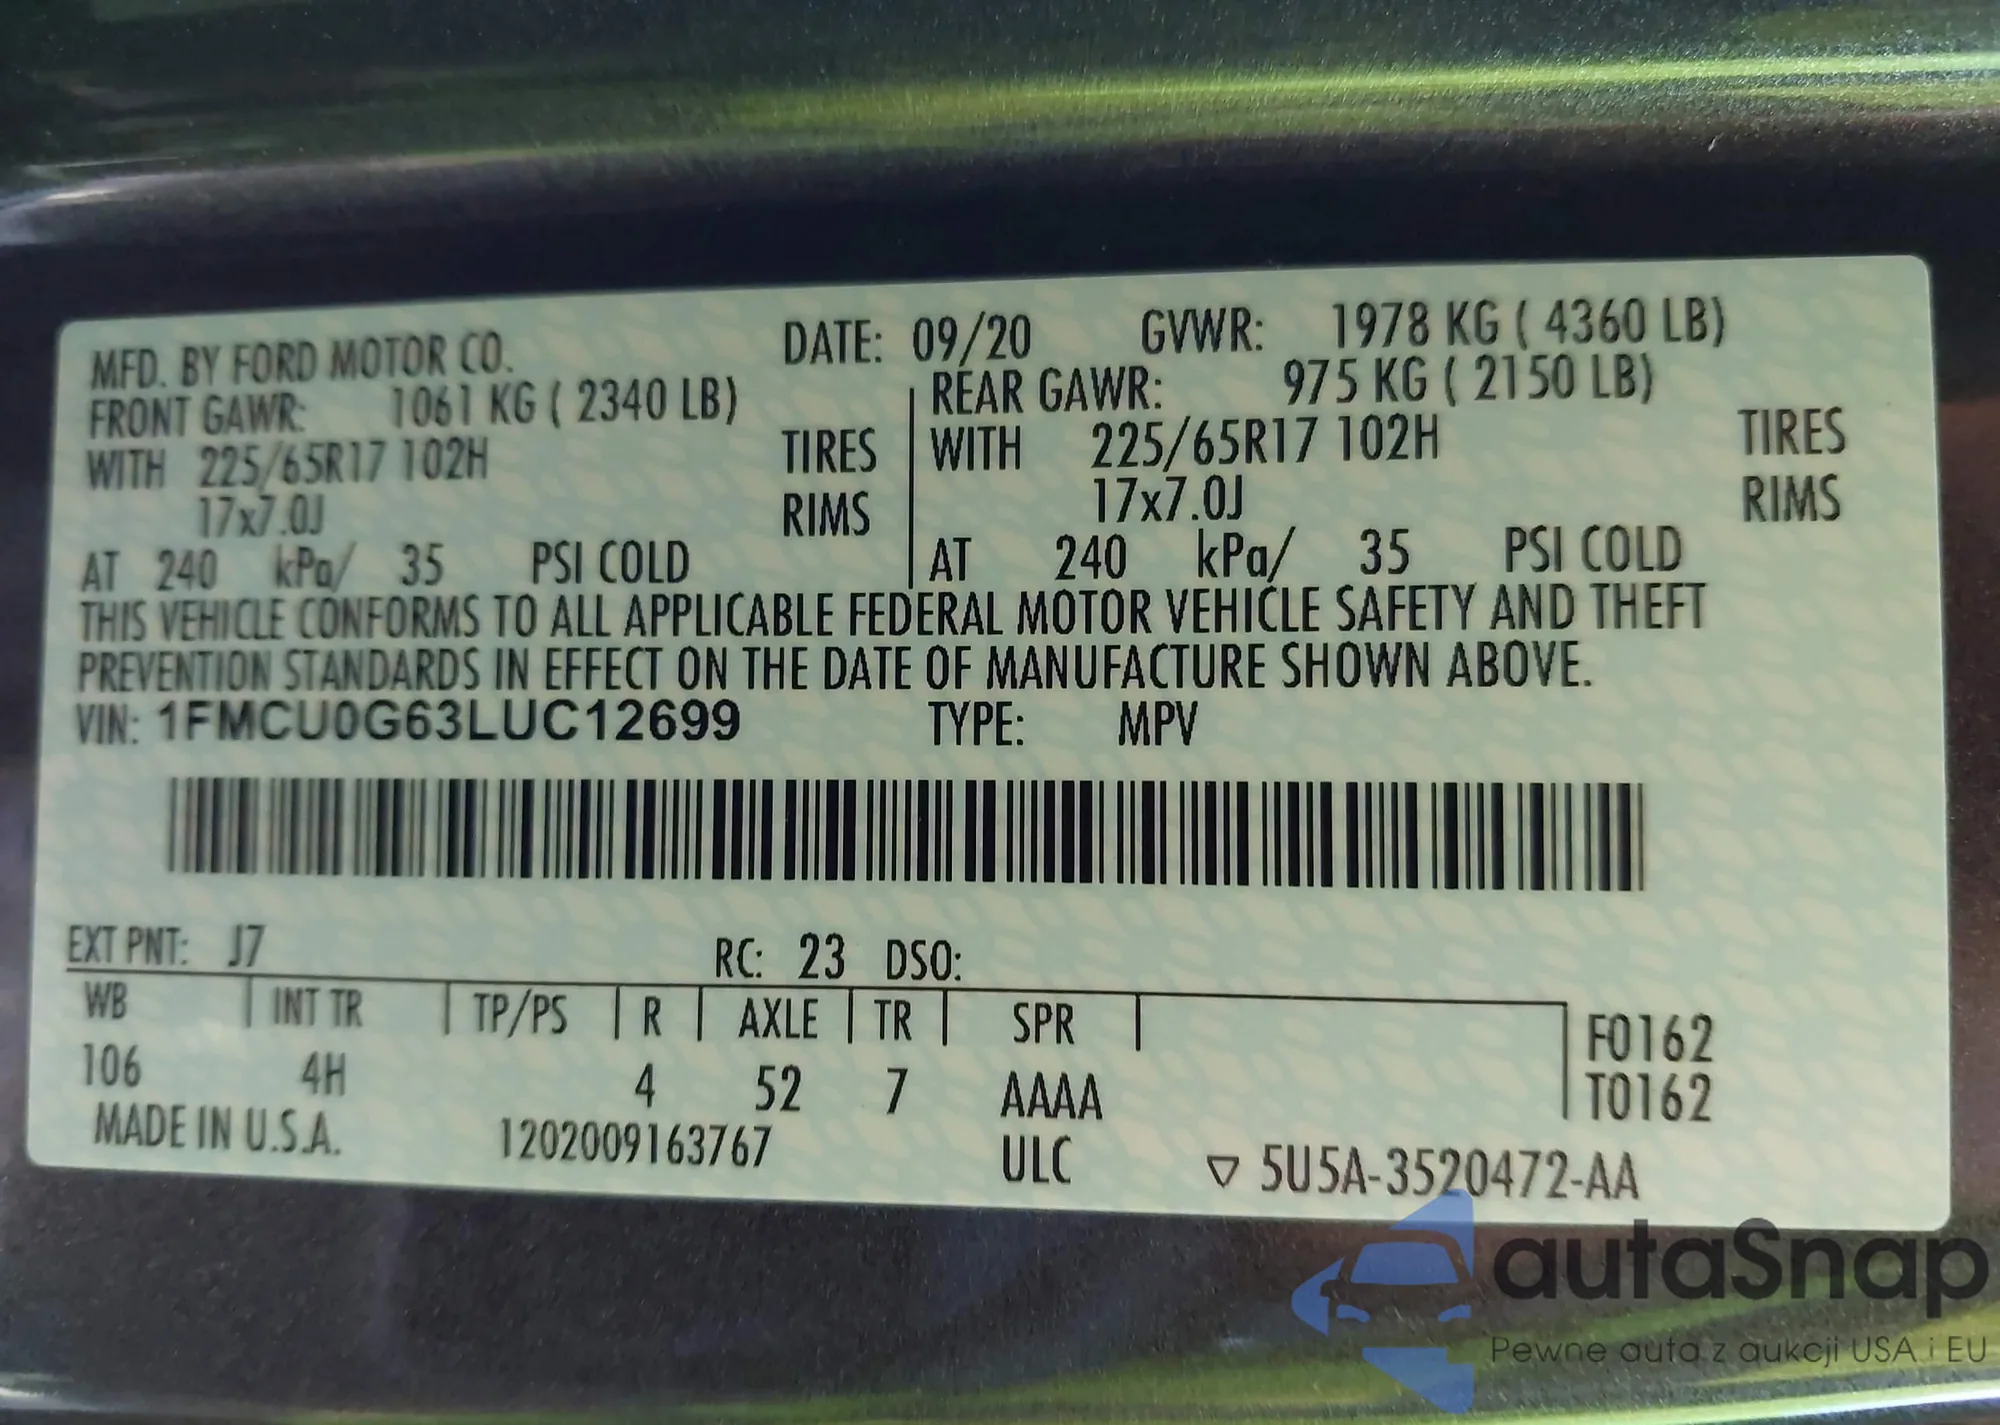 MFD. BY FORD MOTOR CO. DATE: 09/20 GVWR: 1978 KG ( 4360 LB)
FRONT GAWR: 1061 KG ( 2340 LB) REAR GAWR: 975 KG ( 2150 LB)
WITH 225/65R17 102H TIRES WITH 225/65R17 102H TIRES
17x7.0J RIMS 17x7.0J RIMS
AT 240 kPa/ 35 PSI COLD AT 240 kPa/ 35 PSI COLD
THIS VEHICLE CONFORMS TO ALL APPLICABLE FEDERAL MOTOR VEHICLE SAFETY AND THEFT
PREVENTION STANDARDS IN EFFECT ON THE DATE OF MANUFACTURE SHOWN ABOVE.
VIN: 1FMCU0G63LUC12699 TYPE: MPV
EXT PNT: J7 RC: 23 DSO:
WB INT TR TP/PS R AXLE TR SPR F0162
106 4H 4 52 7 AAAA T0162
MADE IN U.S.A. 1202009163767 ULC ▽ 5U5A-3520472-AA
autaSnap
Pewne auta z aukcji USA i EU